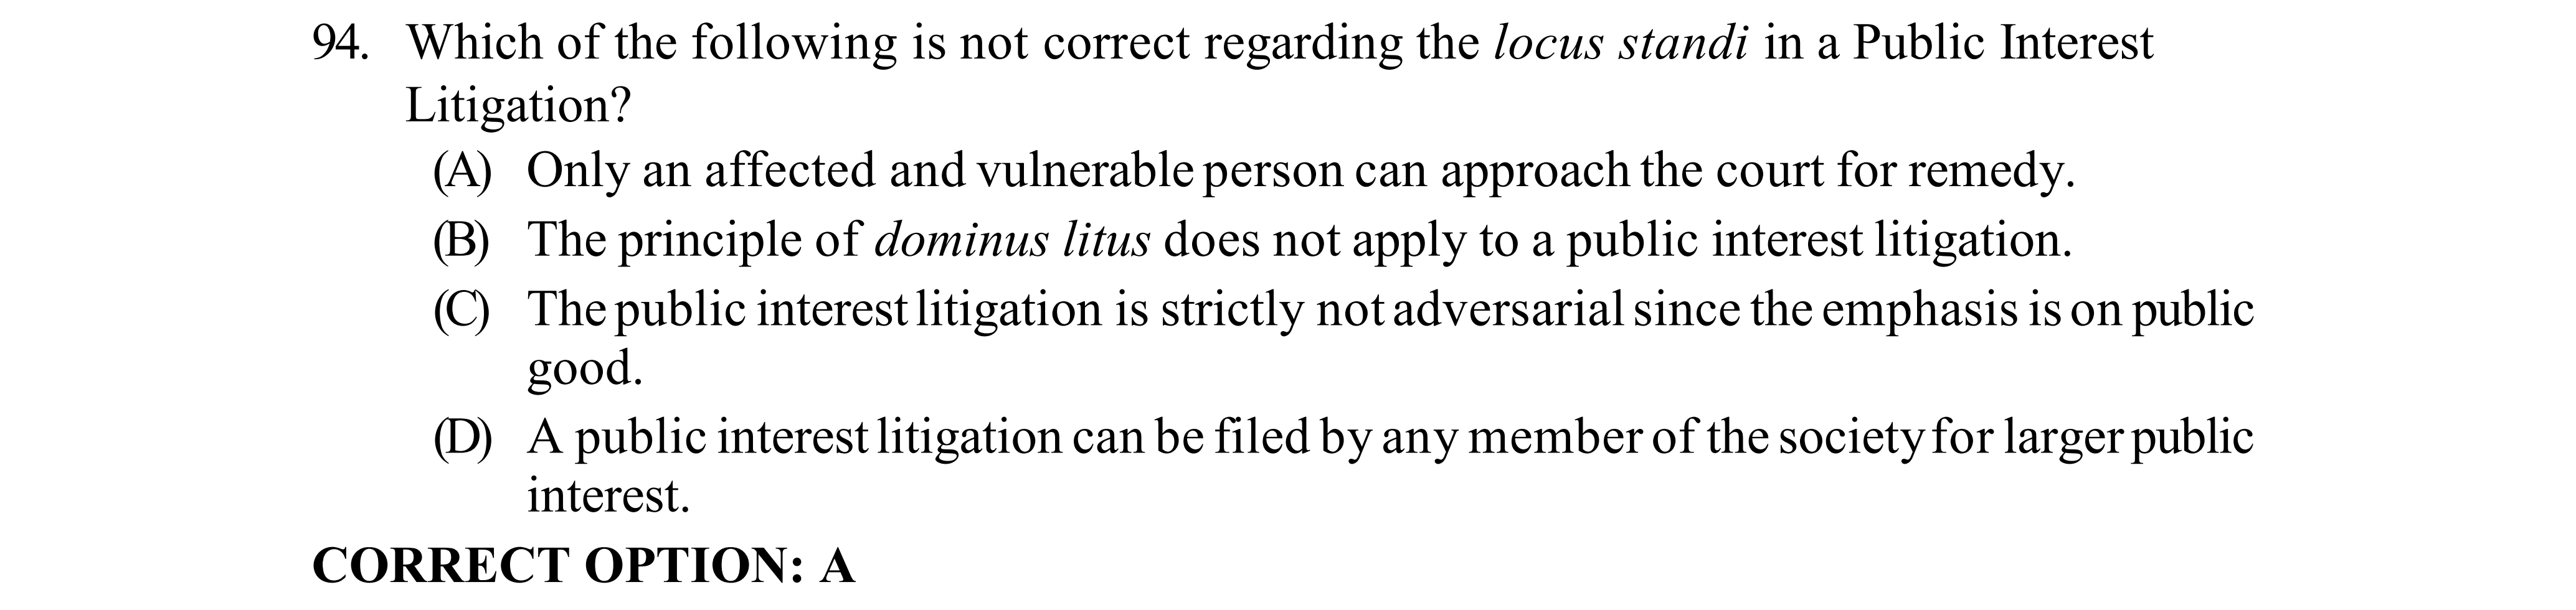 94. Which of the following is not correct regarding the locus standi in a Public Interest
Litigation?
(A) Only an affected and vulnerable person can approach the court for remedy.
(B) The principle of dominus litus does not apply to a public interest litigation.
(C) The public interest litigation is strictly not adversarial since the emphasis is on public
good.
(D) A public interest litigation can be filed by any member of the society for larger public
interest.
CORRECT OPTION: A